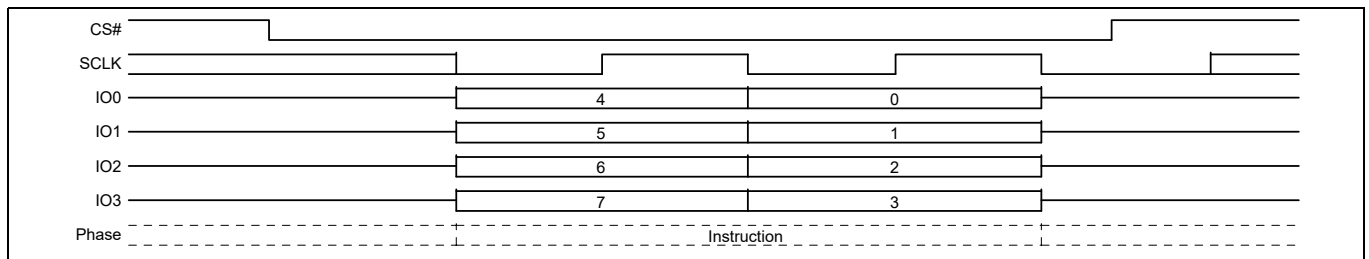 CS#
SCLK
IO0 4 0
IO1 5 1
IO2 6 2
IO3 7 3
Phase Instruction